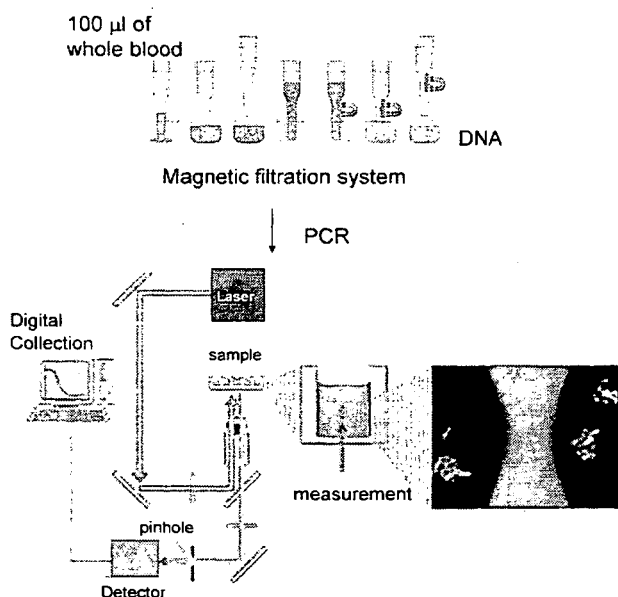 100 µl of
whole blood
DNA
Magnetic filtration system
PCR
Laser
Digital
Collection
sample
measurement
pinhole
Detector